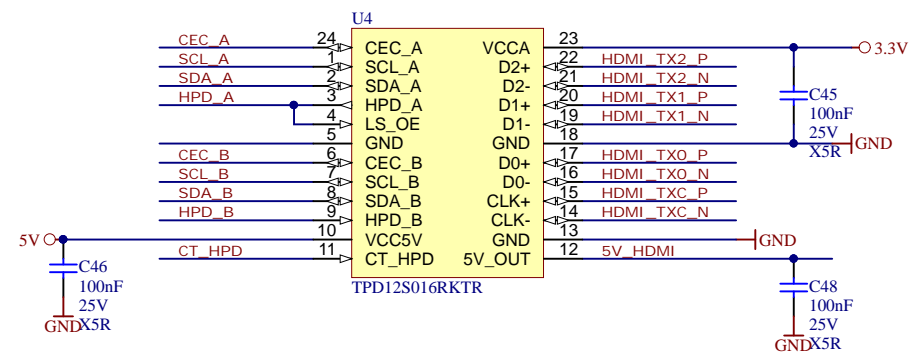 U4
CEC_A 24 CEC_A VCCA 23 3.3V
SCL_A 1 SCL_A D2+ 22 HDMI_TX2_P
SDA_A 2 SDA_A D2- 21 HDMI_TX2_N
HPD_A 3 HPD_A D1+ 20 HDMI_TX1_P
4 LS_OE D1- 19 HDMI_TX1_N
5 GND GND 18 GND
C45
100nF
25V
X5R
CEC_B 6 CEC_B D0+ 17 HDMI_TX0_P
SCL_B 7 SCL_B D0- 16 HDMI_TX0_N
SDA_B 8 SDA_B CLK+ 15 HDMI_TXC_P
HPD_B 9 HPD_B CLK- 14 HDMI_TXC_N
5V 10 VCC5V GND 13 GND
CT_HPD 11 CT_HPD 5V_OUT 12 5V_HDMI
TPD12S016RKTR
C46
100nF
25V
X5R
GND
C48
100nF
25V
X5R
GND